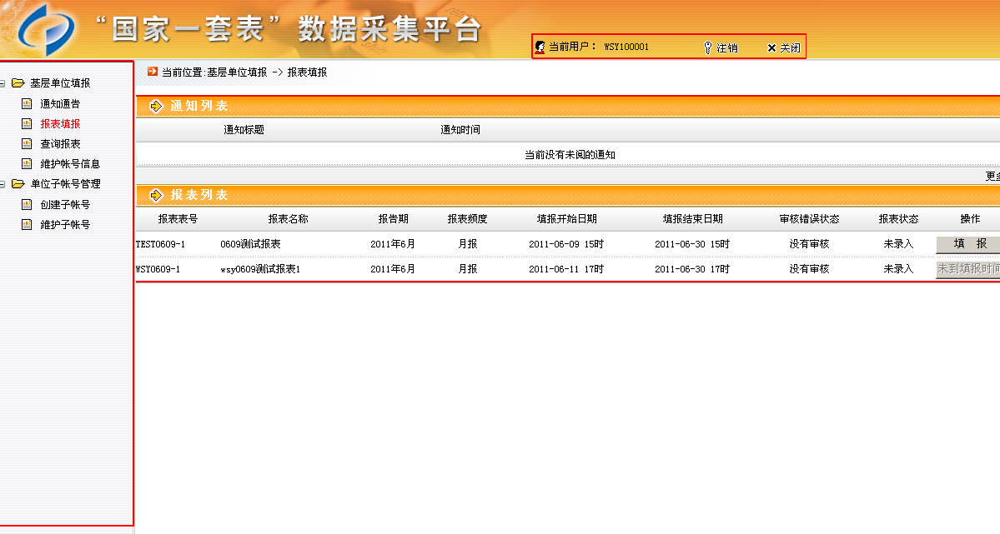 “国家一套表”数据采集平台
当前用户： WSY100001 注销 关闭
当前位置:基层单位填报 -> 报表填报
基层单位填报
通知通告
报表填报
查询报表
维护帐号信息
单位子帐号管理
创建子帐号
维护子帐号
通知列表
通知标题 通知时间
当前没有未阅的通知
更多
报表列表
报表表号 报表名称 报告期 报表频度 填报开始日期 填报结束日期 审核错误状态 报表状态 操作
TEST0609-1 0609测试报表 2011年6月 月报 2011-06-09 15时 2011-06-30 15时 没有审核 未录入 填 报
WSY0609-1 wsy0609测试报表1 2011年6月 月报 2011-06-11 17时 2011-06-30 17时 没有审核 未录入 未到填报时间